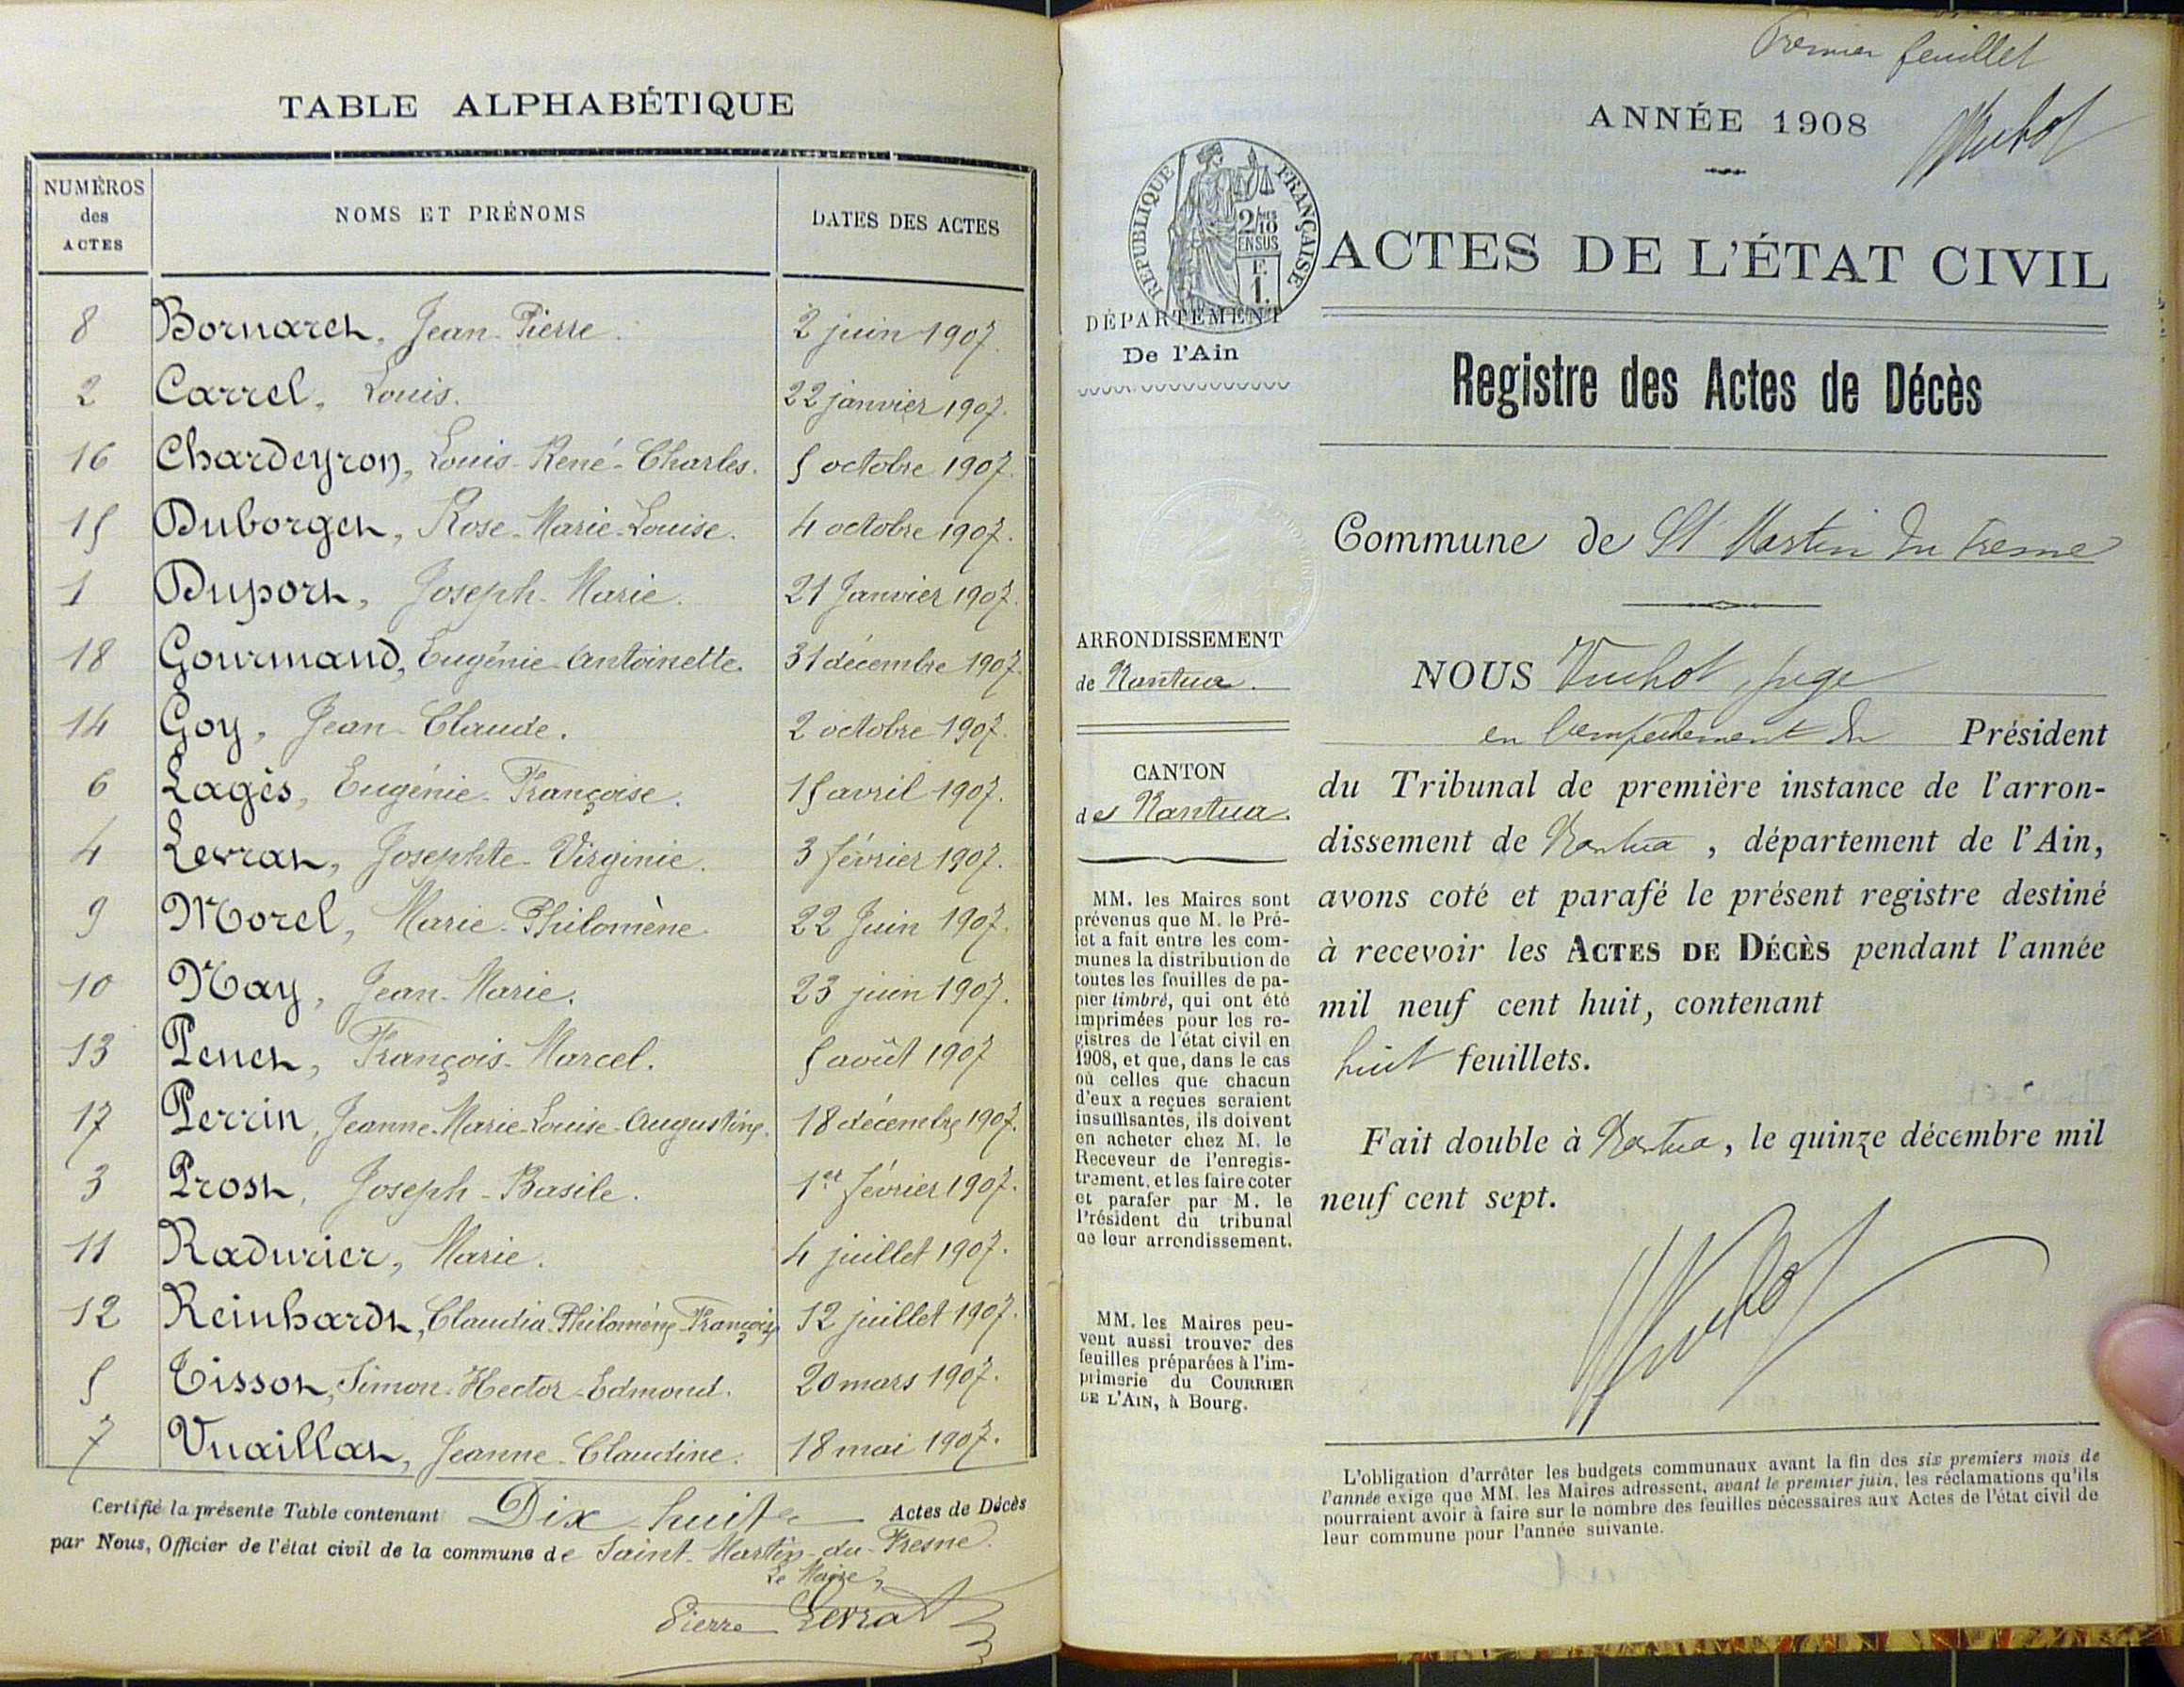 TABLE ALPHABÉTIQUE
NUMÉROS des ACTES
NOMS ET PRÉNOMS
DATES DES ACTES
8 Bornaret, Jean-Pierre. 2 juin 1907.
2 Carrel, Louis. 22 janvier 1907.
16 Chardeyron, Louis-René-Charles. 5 octobre 1907.
15 Duborget, Rose-Marie-Louise. 4 octobre 1907.
1 Duport, Joseph-Marie. 21 Janvier 1907.
18 Gourmand, Eugénie-Antoinette. 31 décembre 1907.
14 Goy, Jean-Claude. 2 octobre 1907.
6 Lagès, Eugénie-Françoise. 15 avril 1907.
4 Levrat, Josephte-Virginie. 3 février 1907.
9 Morel, Marie-Philomène 22 Juin 1907.
10 Nay, Jean-Marie. 23 juin 1907.
13 Penet, François-Marcel. 5 août 1907
17 Perrin, Jeanne-Marie-Louise-Augustine. 18 décembre 1907.
3 Prost, Joseph-Basile. 1er février 1907.
11 Radurier, Marie. 4 juillet 1907.
12 Reinhardt, Claudia-Philomène-Françoise 12 juillet 1907.
5 Tissot, Simon-Hector-Edmond. 20 mars 1907.
7 Vuaillat, Jeanne-Claudine. 18 mai 1907.
Certifié la présente Table contenant Dix-huit Actes de Décès
par Nous, Officier de l'état civil de la commune de Saint-Martin-du-Fresne.
Le Maire,
Pierre Levrat
Premier feuillet
ANNÉE 1908
Vuchot
RÉPUBLIQUE FRANÇAISE
2/10
EN SUS
F.
1.
ACTES DE L'ÉTAT CIVIL
DÉPARTEMENT
De l'Ain
Registre des Actes de Décès
Commune de St Martin du Fresne
ARRONDISSEMENT
de Nantua.
CANTON
de Nantua.
MM. les Maires sont
prévenus que M. le Pré-
fet a fait entre les com-
munes la distribution de
toutes les feuilles de pa-
pier timbré, qui ont été
imprimées pour les re-
gistres de l'état civil en
1908, et que, dans le cas
où celles que chacun
d'eux a reçues seraient
insuffisantes, ils doivent
en acheter chez M. le
Receveur de l'enregis-
trement, et les faire coter
et parafer par M. le
Président du tribunal
de leur arrondissement.
MM. les Maires peu-
vent aussi trouver des
feuilles préparées à l'im-
primerie du COURRIER
DE L'AIN, à Bourg.
NOUS Vuchot, juge
en l'empêchement du Président
du Tribunal de première instance de l'arron-
dissement de Nantua, département de l'Ain,
avons coté et parafé le présent registre destiné
à recevoir les ACTES DE DÉCÈS pendant l'année
mil neuf cent huit, contenant
huit feuillets.
Fait double à Nantua, le quinze décembre mil
neuf cent sept.
Vuchot
L'obligation d'arrêter les budgets communaux avant la fin des six premiers mois de
l'année exige que MM. les Maires adressent, avant le premier juin, les réclamations qu'ils
pourraient avoir à faire sur le nombre des feuilles nécessaires aux Actes de l'état civil de
leur commune pour l'année suivante.